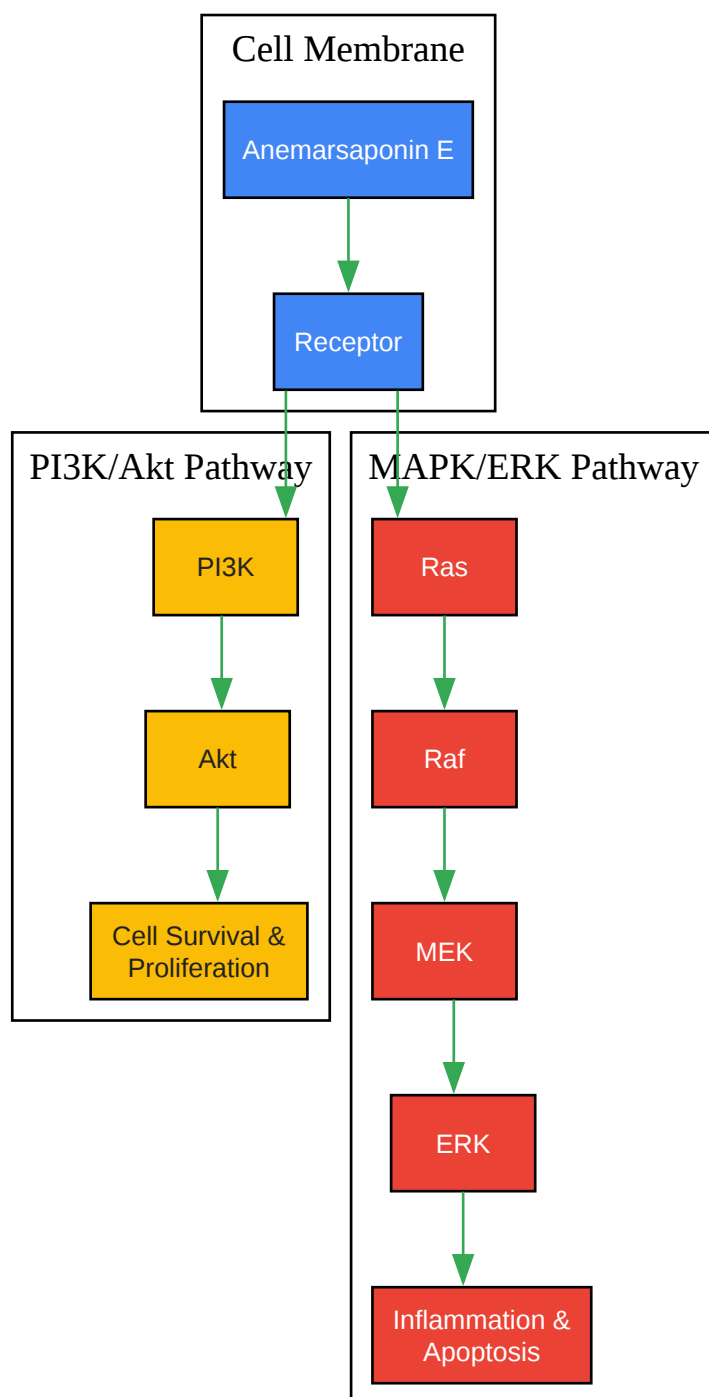 Cell Membrane
Anemarsaponin E
Receptor
PI3K/Akt Pathway
PI3K
Akt
Cell Survival &
Proliferation
MAPK/ERK Pathway
Ras
Raf
MEK
ERK
Inflammation &
Apoptosis